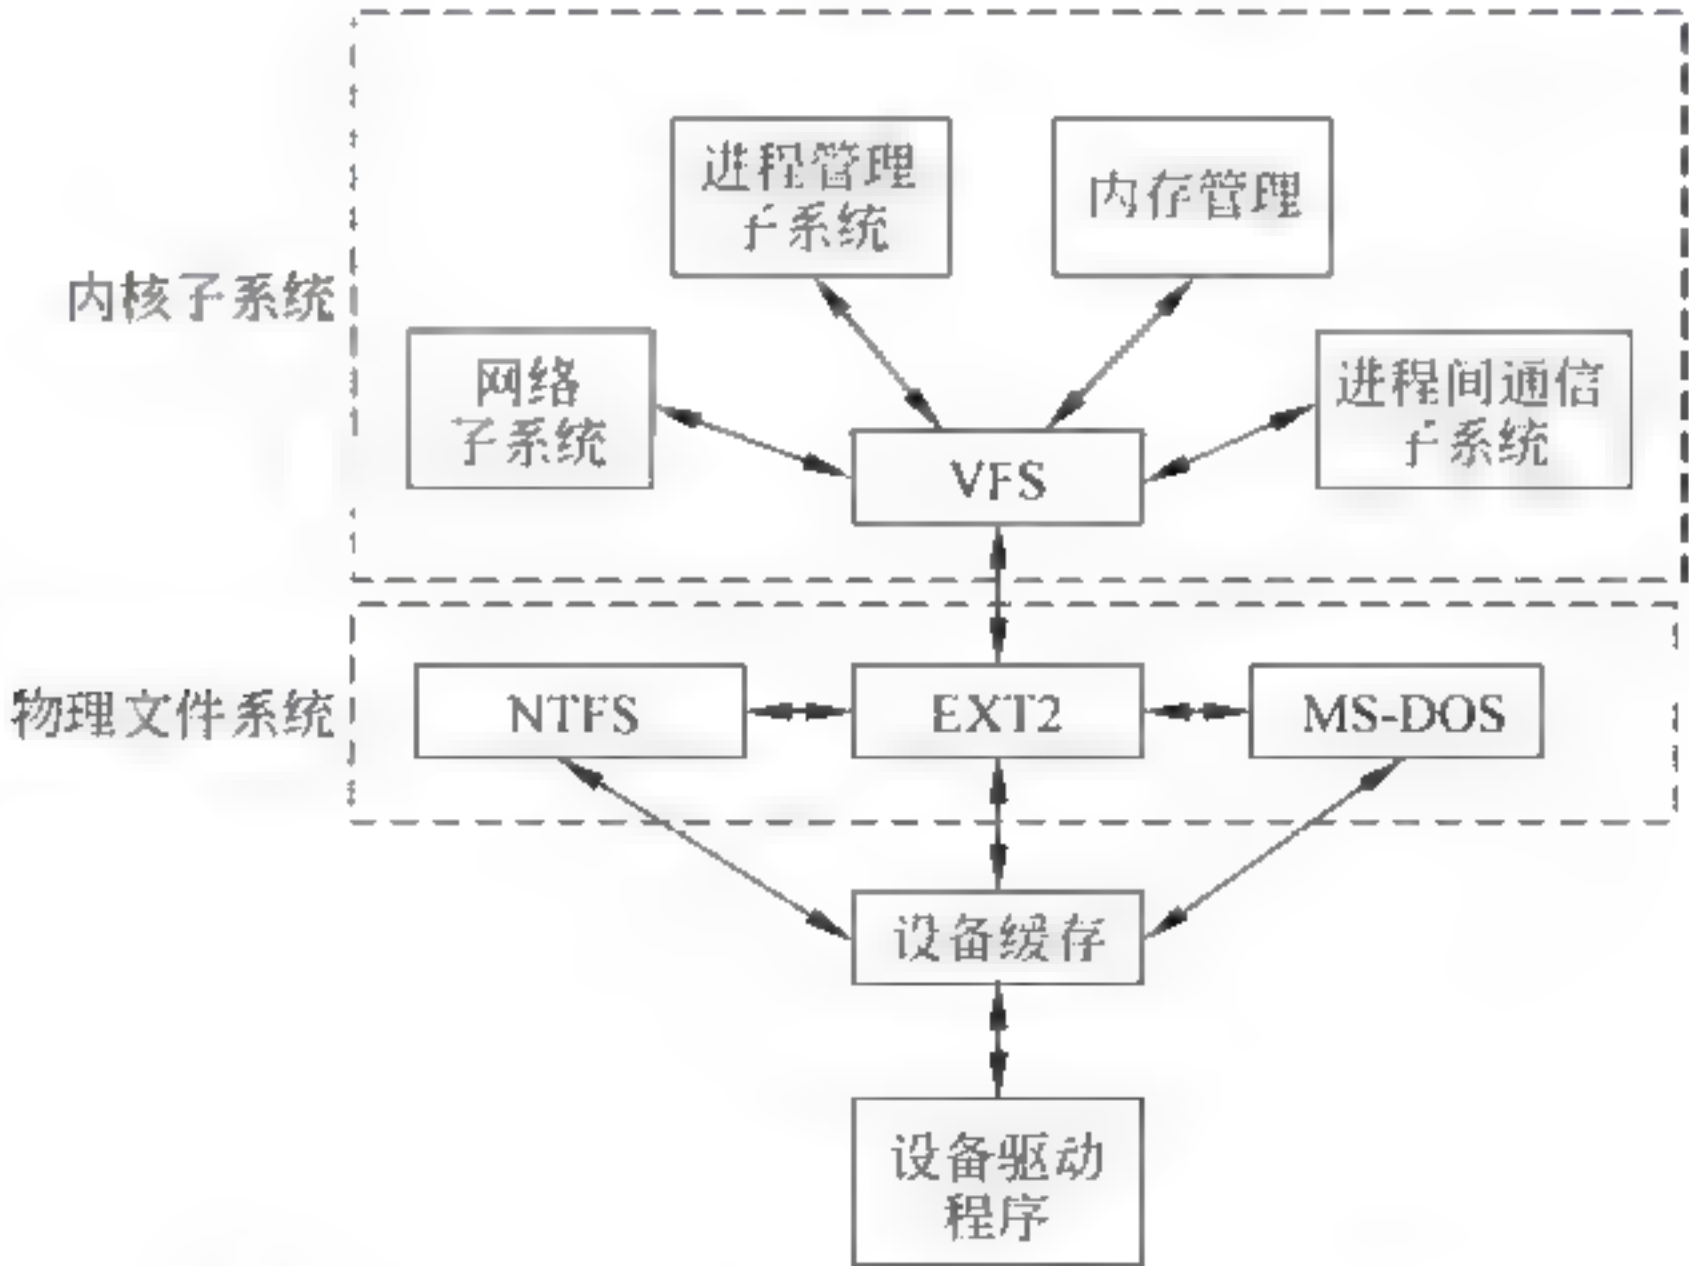 进程管理
子系统
内存管理
内核子系统
网络
子系统
进程间通信
子系统
VFS
物理文件系统
NTFS
EXT2
MS-DOS
设备缓存
设备驱动
程序